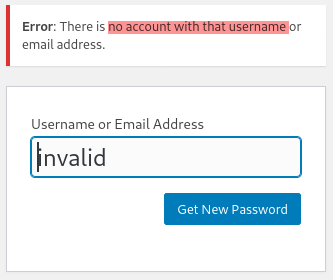 Error: There is no account with that username or
email address.
Username or Email Address
invalid
Get New Password